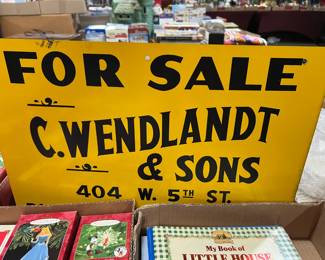 FOR SALE
C. WENDLANDT
& SONS
404 W. 5TH ST.
My Book of
LITTLE HOUSE